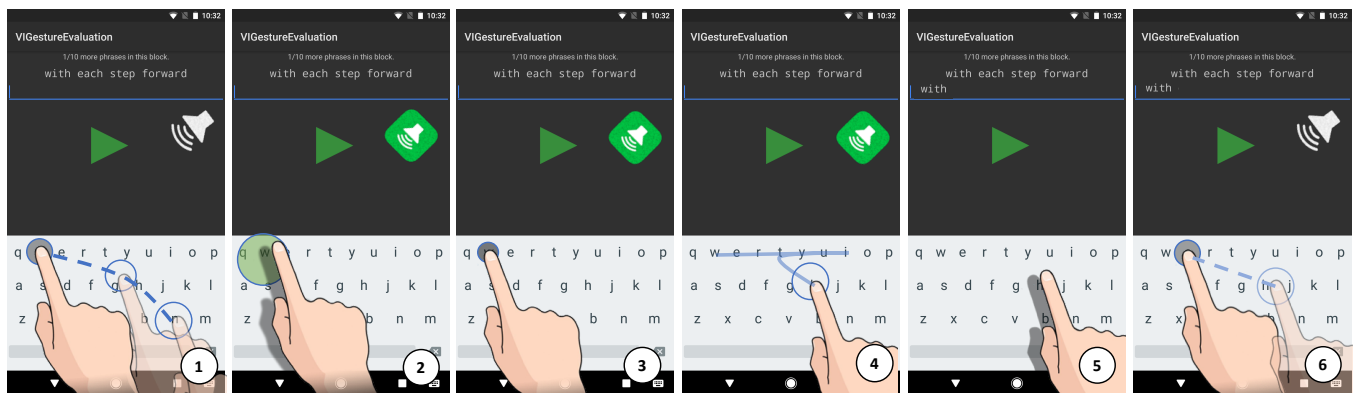 10:32
VIGestureEvaluation
1/10 more phrases in this block.
with each step forward
q e r t y u i o p
a s d f g h j k l
z b n m
1
10:32
VIGestureEvaluation
1/10 more phrases in this block.
with each step forward
q w e r t y u i o p
a s f g h j k l
z b n m
2
10:32
VIGestureEvaluation
1/10 more phrases in this block.
with each step forward
q e r t y u i o p
a s d f g h j k l
z b n m
3
10:32
VIGestureEvaluation
1/10 more phrases in this block.
with each step forward
q w e r t y u i o p
a s d f g j k l
z x c v n m
4
10:32
VIGestureEvaluation
1/10 more phrases in this block.
with each step forward
with
q w e r t y u i o p
a s d f g h j k l
z x c v b n m
5
10:32
VIGestureEvaluation
1/10 more phrases in this block.
with each step forward
with
q w r t y u i o p
a s f g h j k l
z x b n m
6